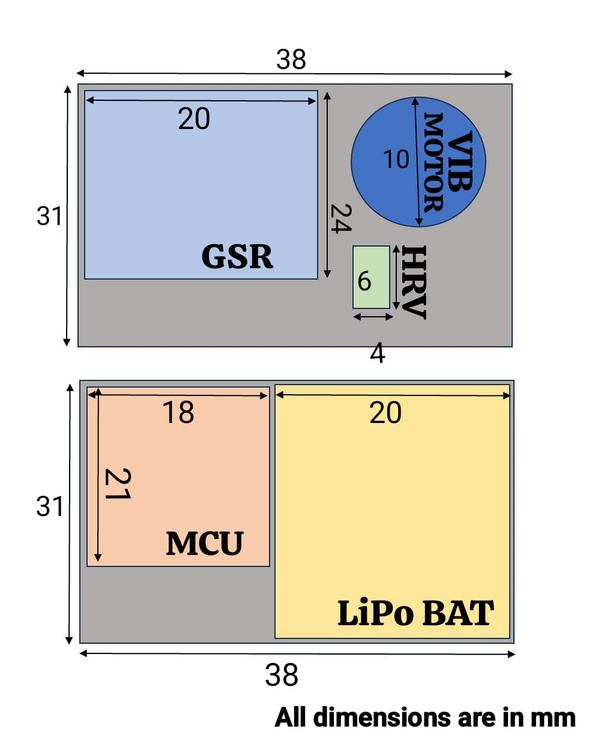 38
20
10
VIB
MOTOR
31
24
GSR
6
HRV
4
18
20
21
31
MCU
LiPo BAT
38
All dimensions are in mm